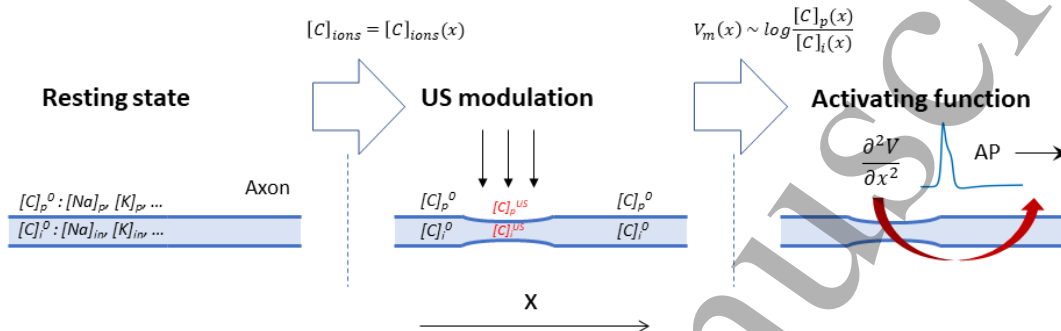 [C]ions = [C]ions(x)
Vm(x) ~ log [C]p(x) / [C]i(x)
Resting state
US modulation
Activating function
∂²V / ∂x²
AP
Axon
[C]p⁰ : [Na]p, [K]p, ...
[C]i⁰ : [Na]in, [K]in, ...
[C]p⁰ [C]pᵁˢ [C]p⁰
[C]i⁰ [C]iᵁˢ [C]i⁰
X